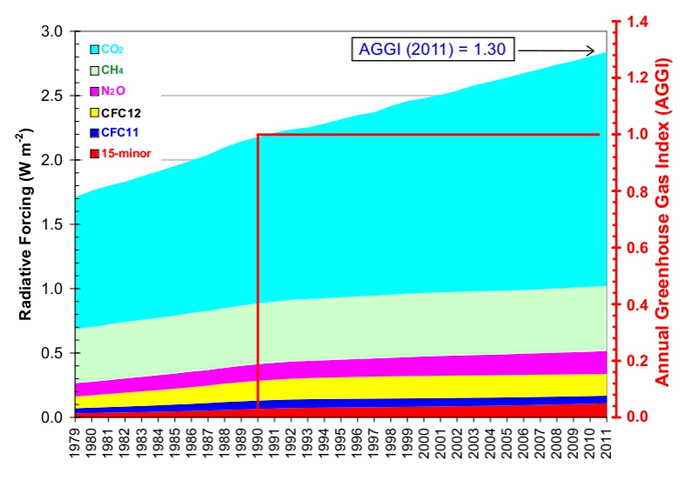 3.0
2.5
2.0
1.5
1.0
0.5
0.0
Radiative Forcing (W m-2)
CO2
CH4
N2O
CFC12
CFC11
15-minor
AGGI (2011) = 1.30
1.4
1.2
1.0
0.8
0.6
0.4
0.2
0.0
Annual Greenhouse Gas Index (AGGI)
1979 1980 1981 1982 1983 1984 1985 1986 1987 1988 1989 1990 1991 1992 1993 1994 1995 1996 1997 1998 1999 2000 2001 2002 2003 2004 2005 2006 2007 2008 2009 2010 2011